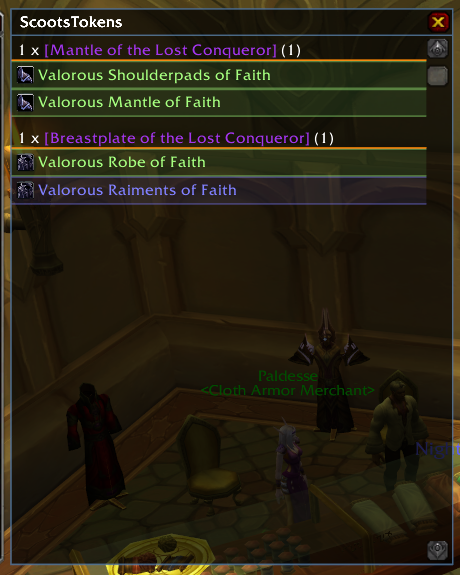 ScootsTokens
1 x [Mantle of the Lost Conqueror] (1)
Valorous Shoulderpads of Faith
Valorous Mantle of Faith
1 x [Breastplate of the Lost Conqueror] (1)
Valorous Robe of Faith
Valorous Raiments of Faith
Paldesse
<Cloth Armor Merchant>